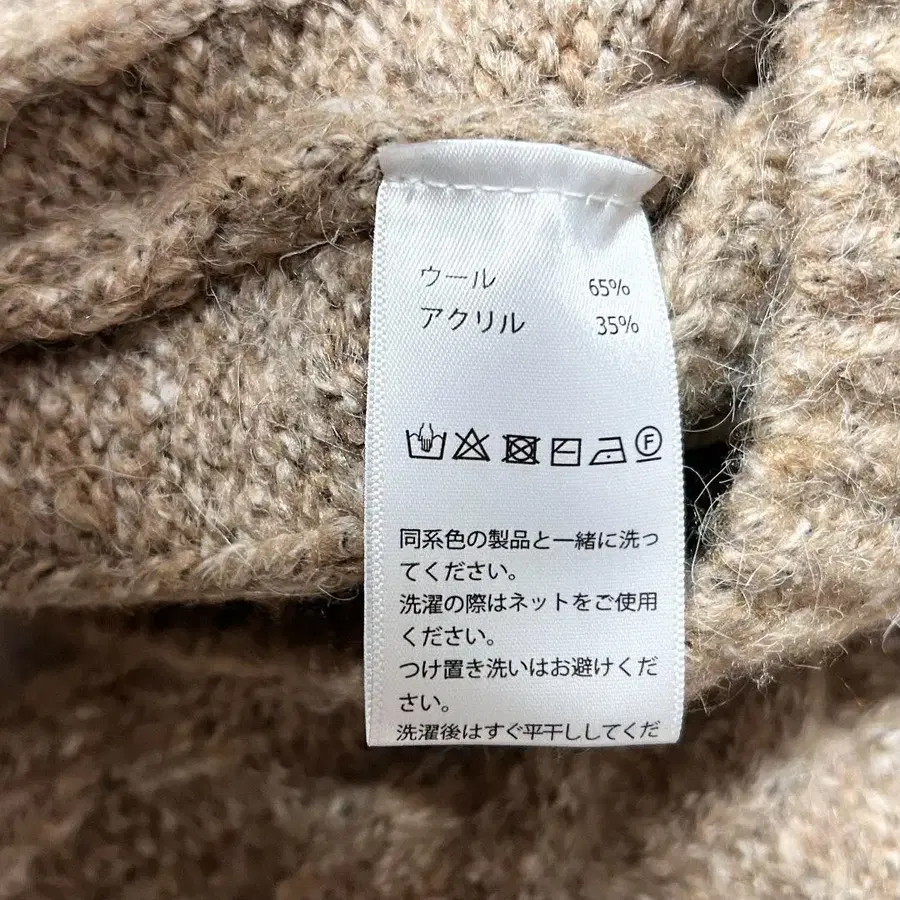 ウール 65%
アクリル 35%
F
同系色の製品と一緒に洗っ
てください。
洗濯の際はネットをご使用
ください。
つけ置き洗いはお避けくだ
さい。
洗濯後はすぐ平干ししてくだ